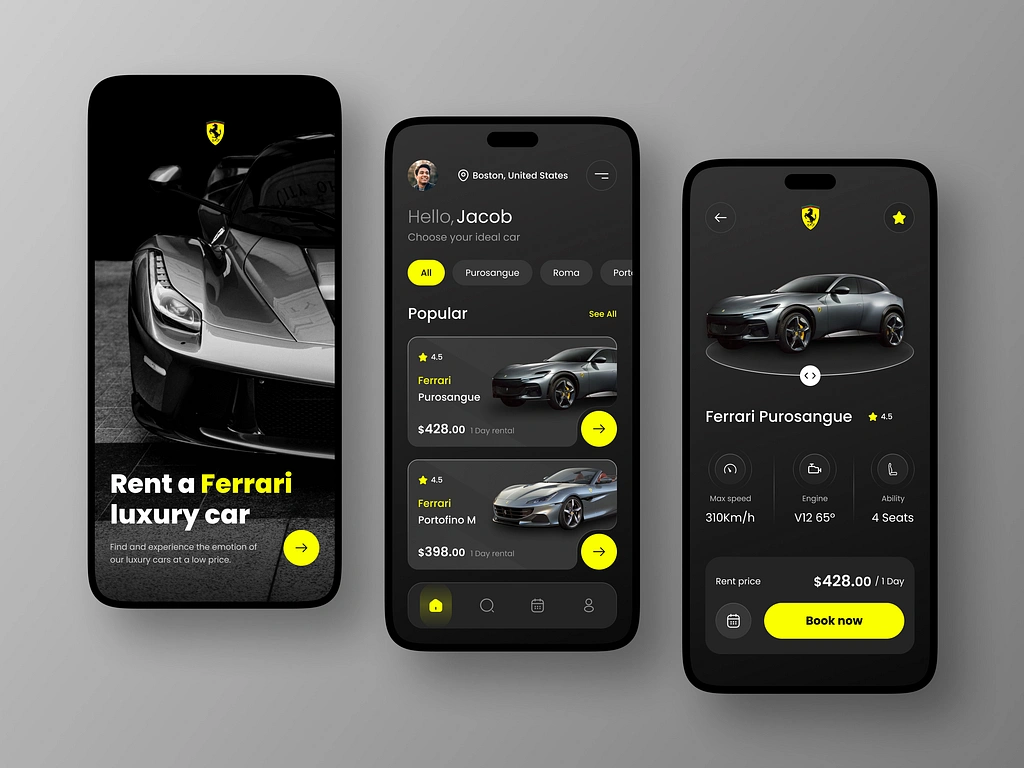 CITY OF
Rent a Ferrari
luxury car
Find and experience the emotion of
our luxury cars at a low price.
Boston, United States
Hello, Jacob
Choose your ideal car
All
Purosangue
Roma
Porto
Popular
See All
4.5
Ferrari
Purosangue
$428.00 1 Day rental
4.5
Ferrari
Portofino M
$398.00 1 Day rental
Ferrari Purosangue
4.5
Max speed
310Km/h
Engine
V12 65°
Ability
4 Seats
Rent price
$428.00 / 1 Day
Book now